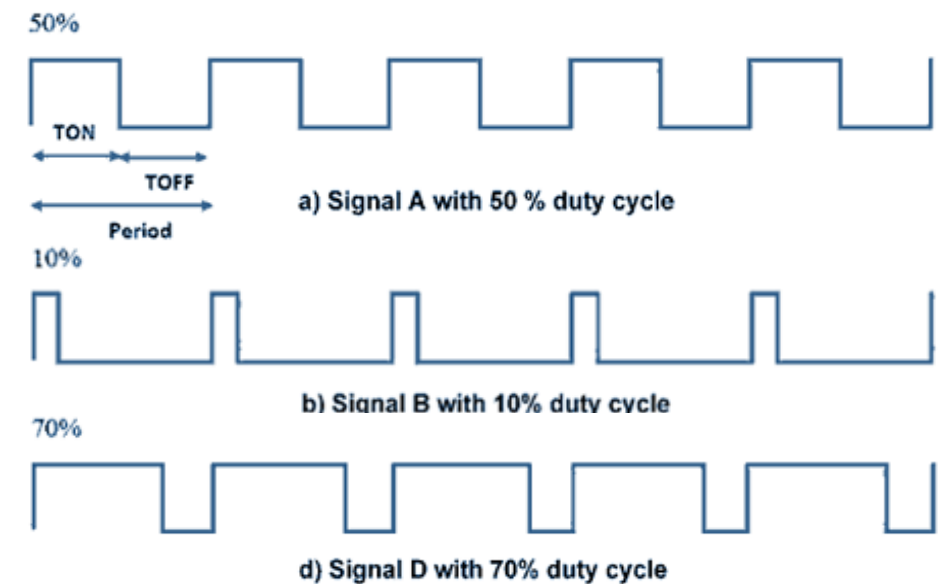 50%
TON
TOFF
a) Signal A with 50 % duty cycle
Period
10%
b) Signal B with 10% duty cycle
70%
d) Signal D with 70% duty cycle